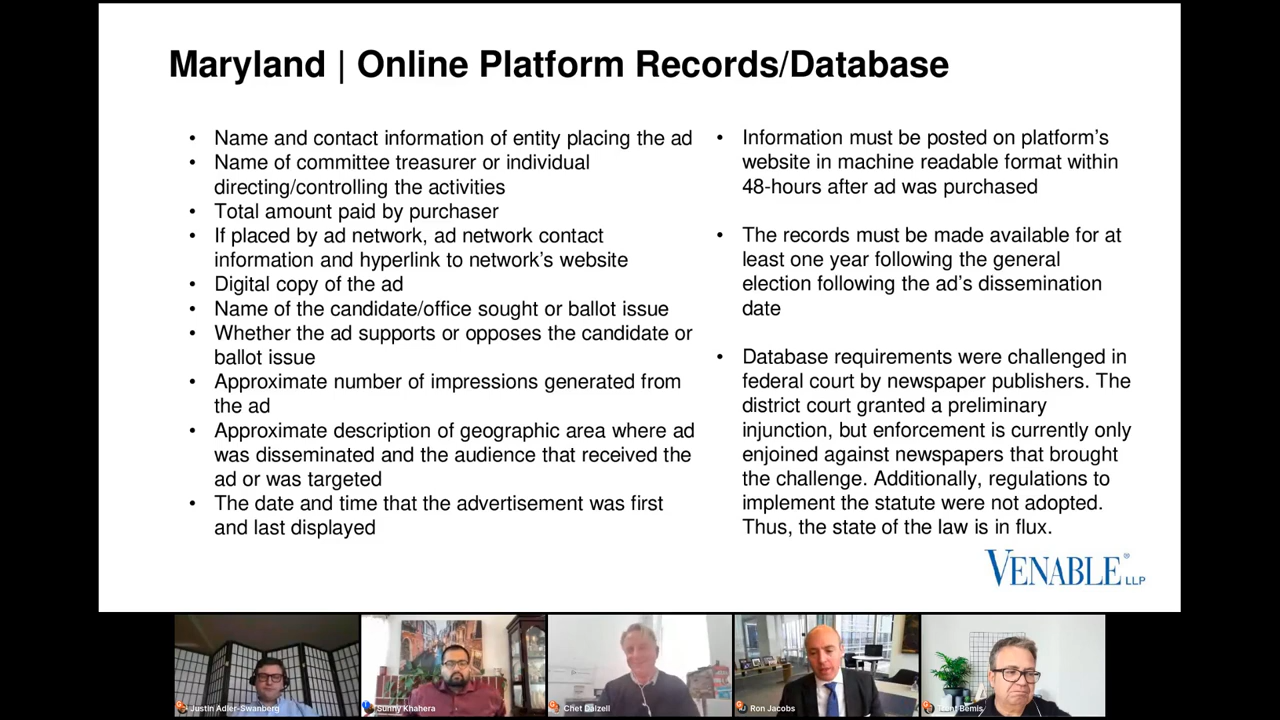 Maryland | Online Platform Records/Database
• Name and contact information of entity placing the ad
• Name of committee treasurer or individual
directing/controlling the activities
• Total amount paid by purchaser
• If placed by ad network, ad network contact
information and hyperlink to network's website
• Digital copy of the ad
• Name of the candidate/office sought or ballot issue
• Whether the ad supports or opposes the candidate or
ballot issue
• Approximate number of impressions generated from
the ad
• Approximate description of geographic area where ad
was disseminated and the audience that received the
ad or was targeted
• The date and time that the advertisement was first
and last displayed
• Information must be posted on platform's
website in machine readable format within
48-hours after ad was purchased
• The records must be made available for at
least one year following the general
election following the ad's dissemination
date
• Database requirements were challenged in
federal court by newspaper publishers. The
district court granted a preliminary
injunction, but enforcement is currently only
enjoined against newspapers that brought
the challenge. Additionally, regulations to
implement the statute were not adopted.
Thus, the state of the law is in flux.
VENABLE® LLP
Justin Adler-Swanberg
Sunny Khahera
Chet Dalzell
Ron Jacobs
Bemis